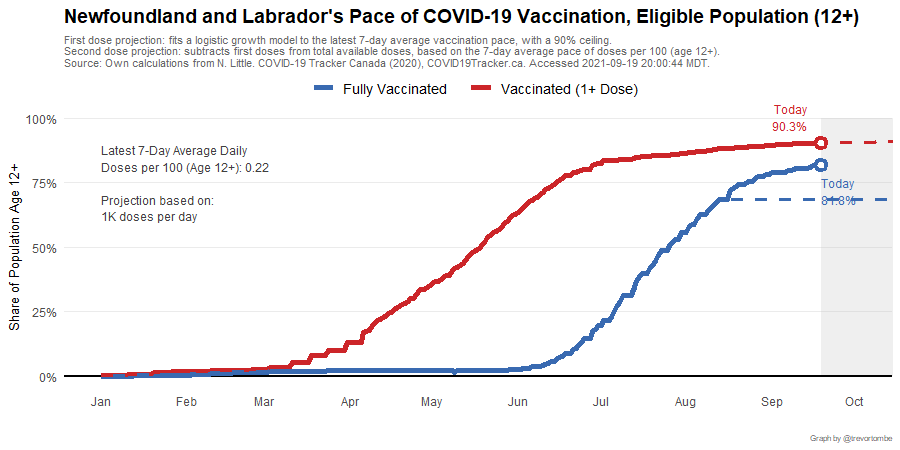 Newfoundland and Labrador's Pace of COVID-19 Vaccination, Eligible Population (12+)
First dose projection: fits a logistic growth model to the latest 7-day average vaccination pace, with a 90% ceiling.
Second dose projection: subtracts first doses from total available doses, based on the 7-day average pace of doses per 100 (age 12+).
Source: Own calculations from N. Little. COVID-19 Tracker Canada (2020), COVID19Tracker.ca. Accessed 2021-09-19 20:00:44 MDT.
Fully Vaccinated
Vaccinated (1+ Dose)
Today
90.3%
100%
Latest 7-Day Average Daily
Doses per 100 (Age 12+): 0.22
Today
81.8%
75%
Projection based on:
1K doses per day
50%
25%
0%
Share of Population Age 12+
Jan
Feb
Mar
Apr
May
Jun
Jul
Aug
Sep
Oct
Graph by @trevortombe